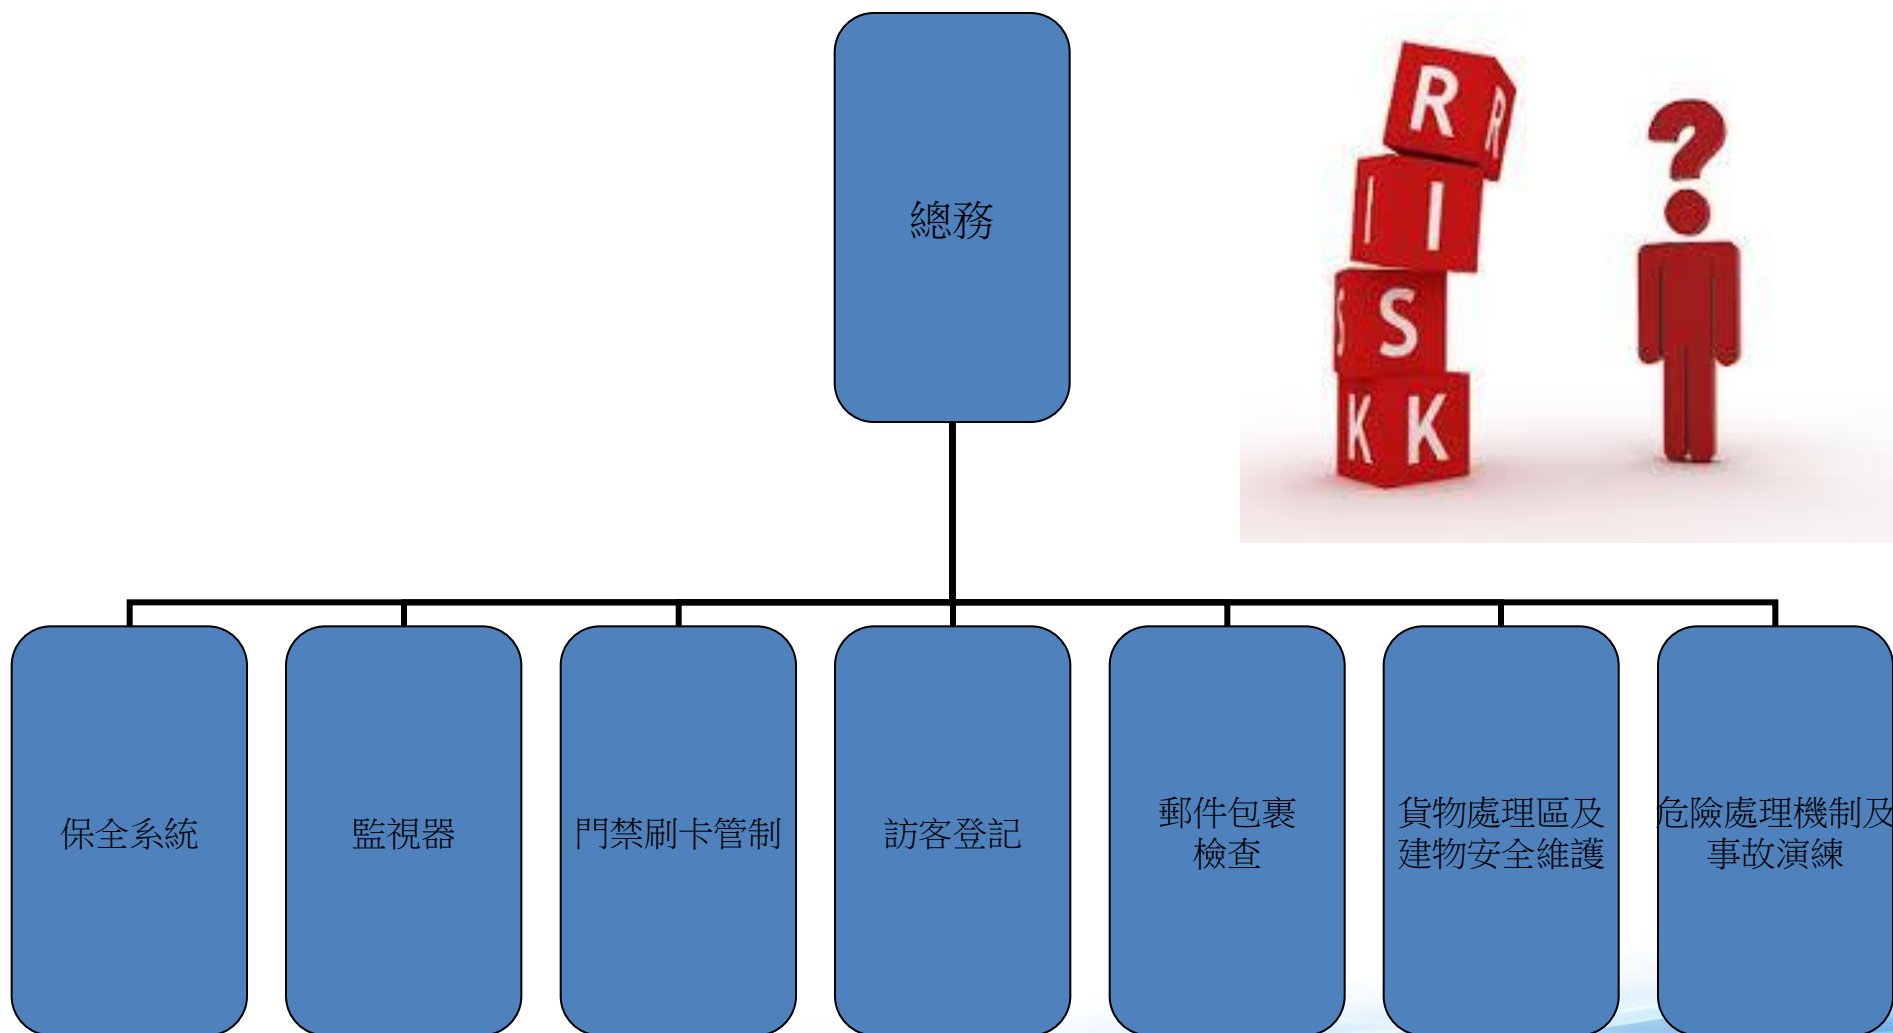 總務
R R
I I
S S
K K
?
保全系統
監視器
門禁刷卡管制
訪客登記
郵件包裹
檢查
貨物處理區及
建物安全維護
危險處理機制及
事故演練